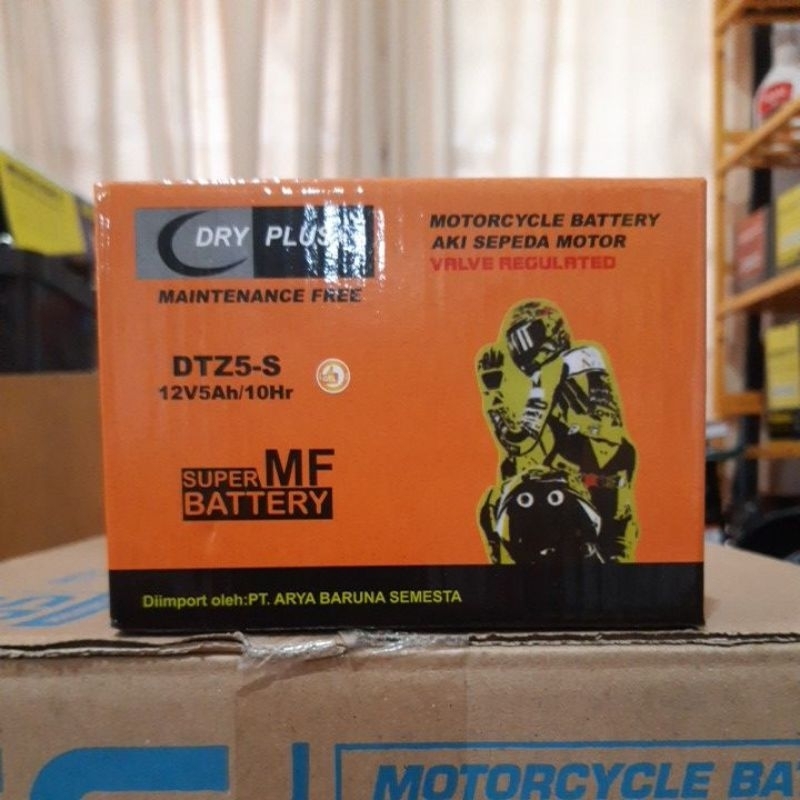 DRY PLUS
MAINTENANCE FREE
MOTORCYCLE BATTERY
AKI SEPEDA MOTOR
VALVE REGULATED
DTZ5-S
12V5Ah/10Hr
SUPER MF
BATTERY
Diimport oleh:PT. ARYA BARUNA SEMESTA
MOTORCYCLE BA